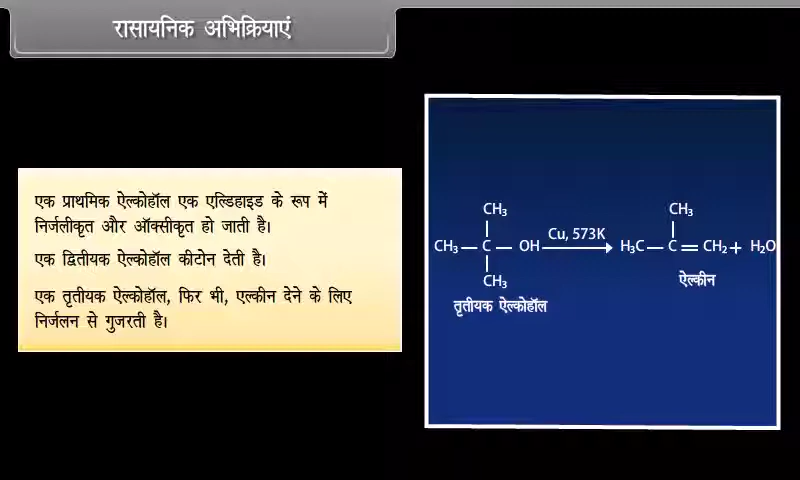 रासायनिक अभिक्रियाएं
एक प्राथमिक ऐल्कोहॉल एक एल्डिहाइड के रूप में
निर्जलीकृत और ऑक्सीकृत हो जाती है।
एक द्वितीयक ऐल्कोहॉल कीटोन देती है।
एक तृतीयक ऐल्कोहॉल, फिर भी, एल्कीन देने के लिए
निर्जलन से गुजरती है।
CH₃ CH₃
CH₃ — C — OH Cu, 573K H₃C — C = CH₂ + H₂O
CH₃ ऐल्कीन
तृतीयक ऐल्कोहॉल